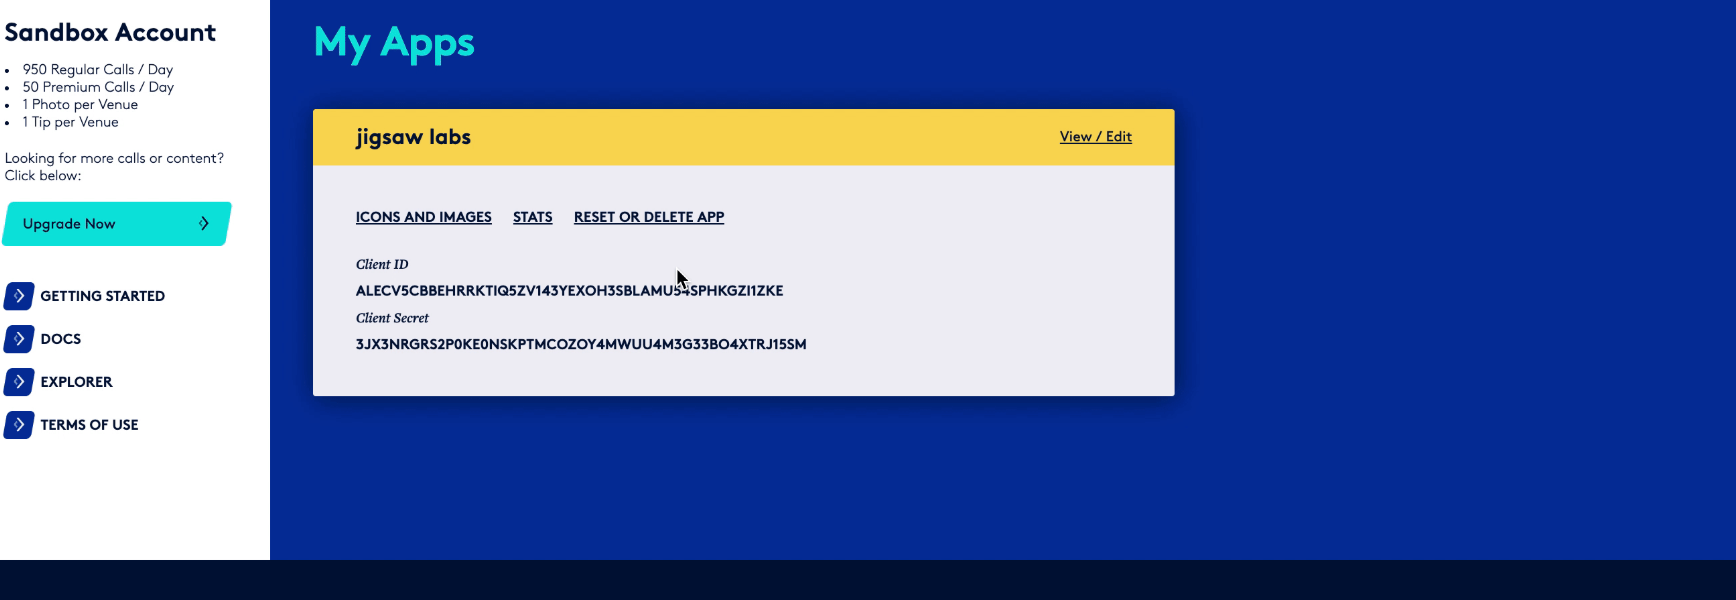 Sandbox Account
950 Regular Calls / Day
50 Premium Calls / Day
1 Photo per Venue
1 Tip per Venue
Looking for more calls or content?
Click below:
Upgrade Now
GETTING STARTED
DOCS
EXPLORER
TERMS OF USE
My Apps
jigsaw labs
View / Edit
ICONS AND IMAGES
STATS
RESET OR DELETE APP
Client ID
ALECV5CBBEHRRKTIQ5ZV143YEXOH3SBLAMU54SPHKGZI1ZKE
Client Secret
3JX3NRGRS2P0KE0NSKPTMCOZOY4MWUU4M3G33BO4XTRJ15SM